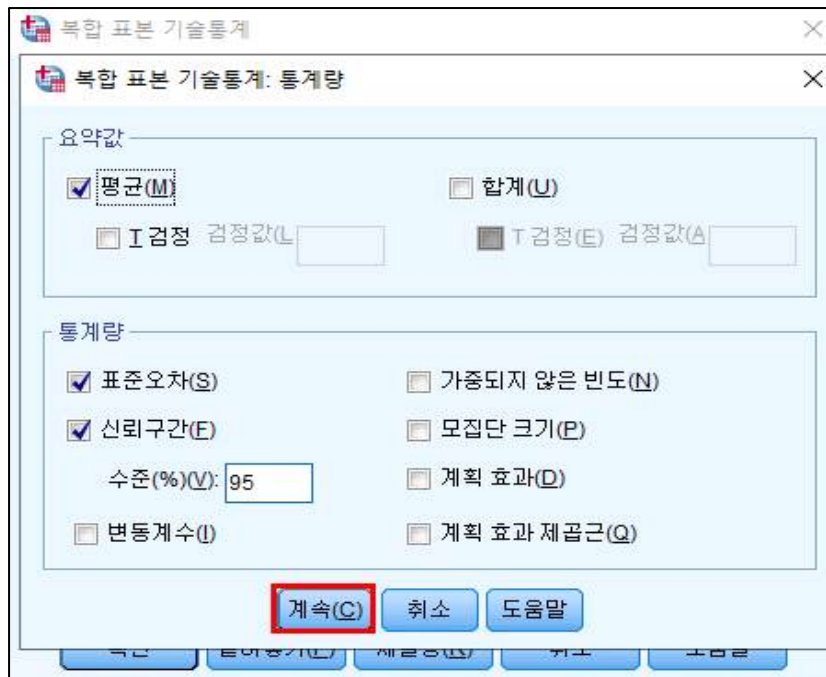 복합 표본 기술통계
복합 표본 기술통계: 통계량
요약값
평균(M) 합계(U)
T 검정 검정값(L T 검정(E) 검정값(A
통계량
표준오차(S) 가중되지 않은 빈도(N)
신뢰구간(F) 모집단 크기(P)
수준(%)(V): 95 계획 효과(D)
변동계수(I) 계획 효과 제곱근(Q)
계속(C) 취소 도움말